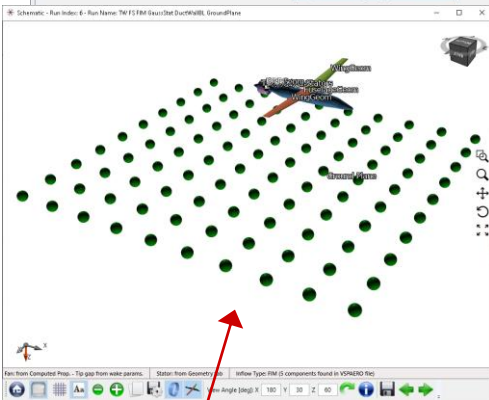 Schematic - Run Index: 6 - Run Name: TW FS FIM GaussStat DuctWallBL GroundPlane
WingGeom
WingGeom
Ground Plane
X
Fan: from Computed Prop. - Tip gap from wake params.
Stator: from Geometry tab
Inflow Type: FIM (5 components found in VSPAERO file)
Aa
View Angle [deg]: X 180 Y 30 Z 60